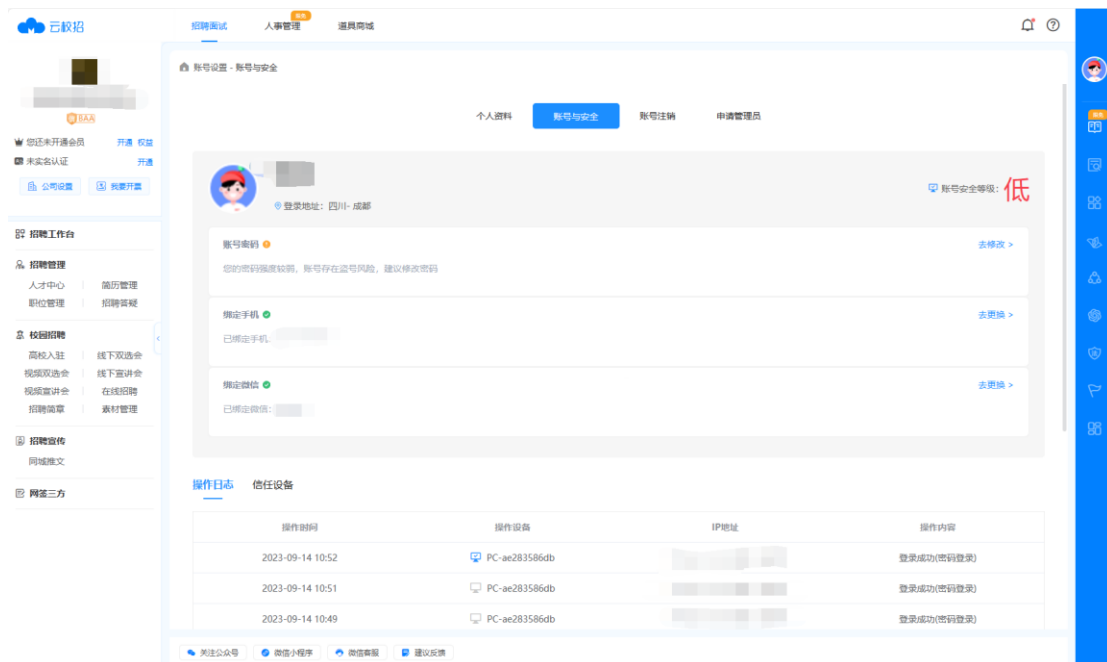 云校招
招聘面试 人事管理 道具商城
BAA
您还未开通会员 开通 权益
未实名认证 开通
公司设置 我要开票
招聘工作台
招聘管理
人才中心 简历管理
职位管理 招聘答疑
校园招聘
高校入驻 线下双选会
视频双选会 线下宣讲会
视频宣讲会 在线招聘
招聘简章 素材管理
招聘宣传
同城推文
网签三方
账号设置 - 账号与安全
个人资料 账号与安全 账号注销 申请管理员
登录地址: 四川- 成都
账号安全等级: 低
账号密码 去修改 >
您的密码强度较弱, 账号存在盗号风险, 建议修改密码
绑定手机 去更换 >
已绑定手机:
绑定微信 去更换 >
已绑定微信:
操作日志 信任设备
操作时间 操作设备 IP地址 操作内容
2023-09-14 10:52 PC-ae283586db 登录成功(密码登录)
2023-09-14 10:51 PC-ae283586db 登录成功(密码登录)
2023-09-14 10:49 PC-ae283586db 登录成功(密码登录)
关注公众号 微信小程序 微信客服 建议反馈